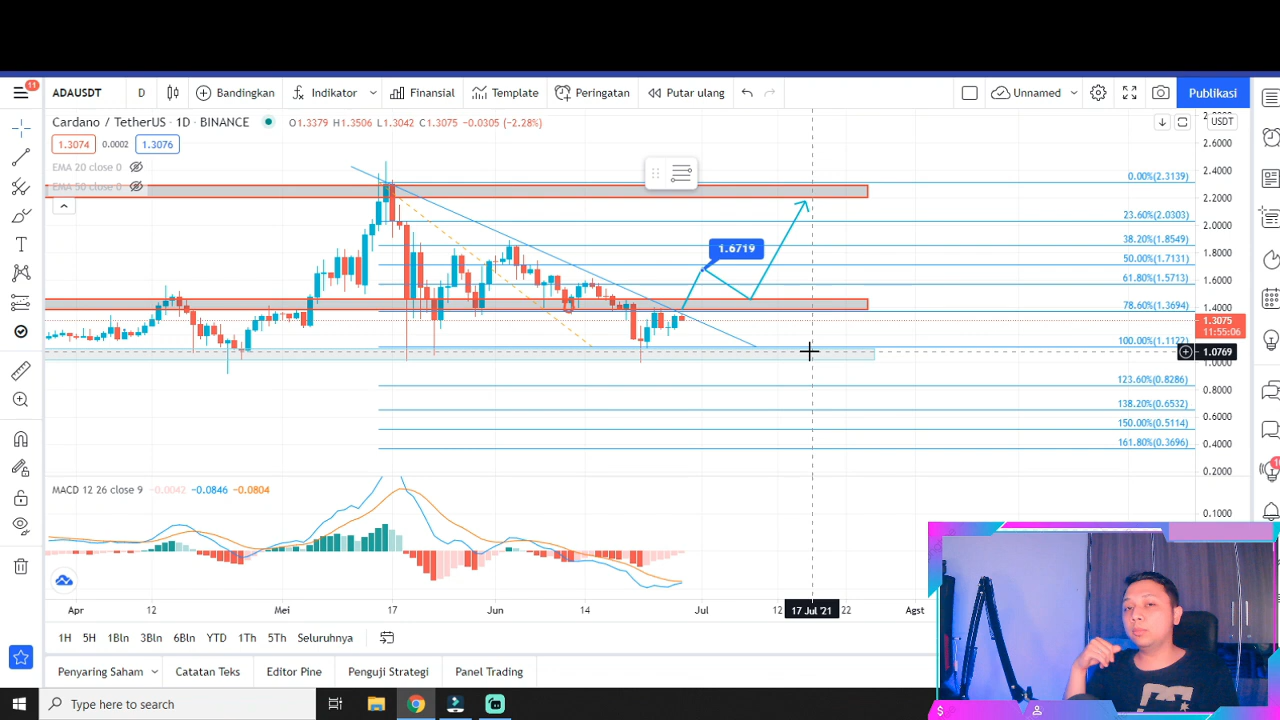 11
ADAUSDT D Bandingkan Indikator Finansial Template Peringatan Putar ulang Unnamed Publikasi
Cardano / TetherUS · 1D · BINANCE O1.3379 H1.3506 L1.3042 C1.3075 −0.0305 (−2.28%)
USDT
1.3074 0.0002 1.3076
EMA 20 close 0
EMA 50 close 0
2.4000
0.00%(2.3139)
2.2000
23.60%(2.0303)
2.0000
38.20%(1.8549)
1.6719
1.8000
50.00%(1.7131)
61.80%(1.5713)
1.6000
1.4000
78.60%(1.3694)
1.3075
11:55:06
100.00%(1.1122)
1.0769
1.0000
123.60%(0.8286)
0.8000
138.20%(0.6532)
0.6000
150.00%(0.5114)
0.4000
161.80%(0.3696)
0.2000
MACD 12 26 close 9 −0.0042 −0.0846 −0.0804
0.1000
0.0000
Apr 12 Mei 17 Jun 14 Jul 12 17 Jul '21 22 Agst
1H 5H 1Bln 3Bln 6Bln YTD 1Th 5Th Seluruhnya
Penyaring Saham Catatan Teks Editor Pine Penguji Strategi Panel Trading
Type here to search